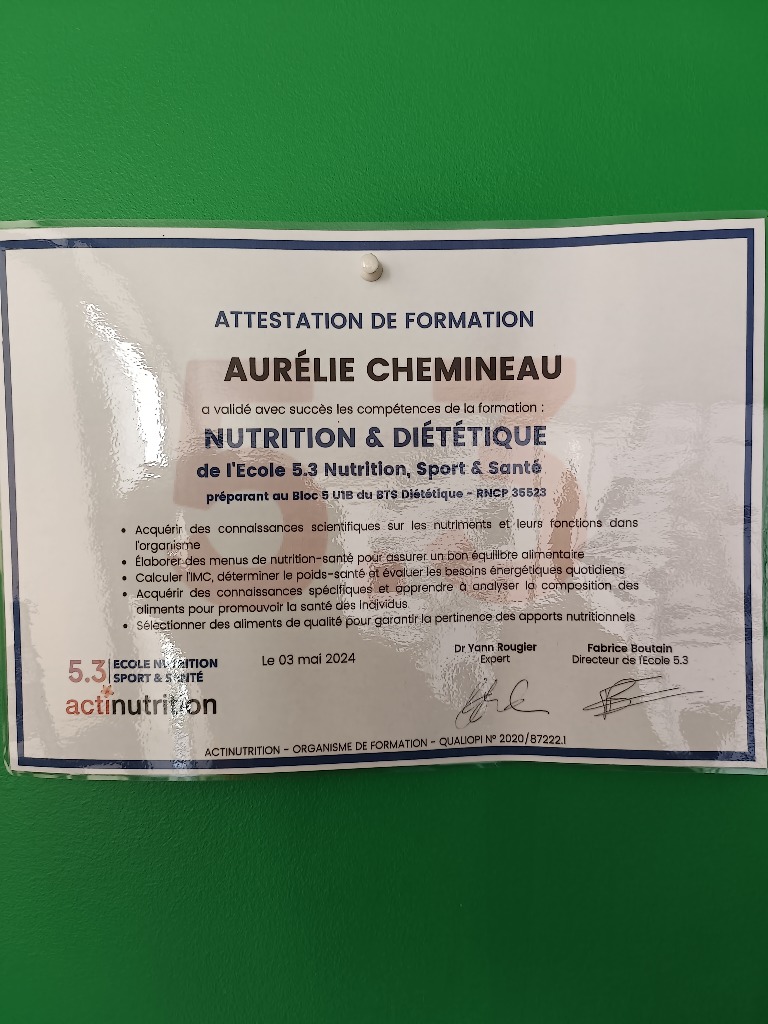 ATTESTATION DE FORMATION
AURÉLIE CHEMINEAU
a validé avec succès les compétences de la formation :
NUTRITION & DIÉTÉTIQUE
de l'Ecole 5.3 Nutrition, Sport & Santé
préparant au Bloc 5 U1B du BTS Diététique - RNCP 35523
• Acquérir des connaissances scientifiques sur les nutriments et leurs fonctions dans
l'organisme
• Élaborer des menus de nutrition-santé pour assurer un bon équilibre alimentaire
• Calculer l'IMC, déterminer le poids-santé et évaluer les besoins énergétiques quotidiens
• Acquérir des connaissances spécifiques et apprendre à analyser la composition des
aliments pour promouvoir la santé des individus
• Sélectionner des aliments de qualité pour garantir la pertinence des apports nutritionnels
5.3 ECOLE NUTRITION
SPORT & SANTÉ
actinutrition
Le 03 mai 2024
Dr Yann Rougier
Expert
Fabrice Boutain
Directeur de l'Ecole 5.3
ACTINUTRITION - ORGANISME DE FORMATION - QUALIOPI N° 2020/87222.1